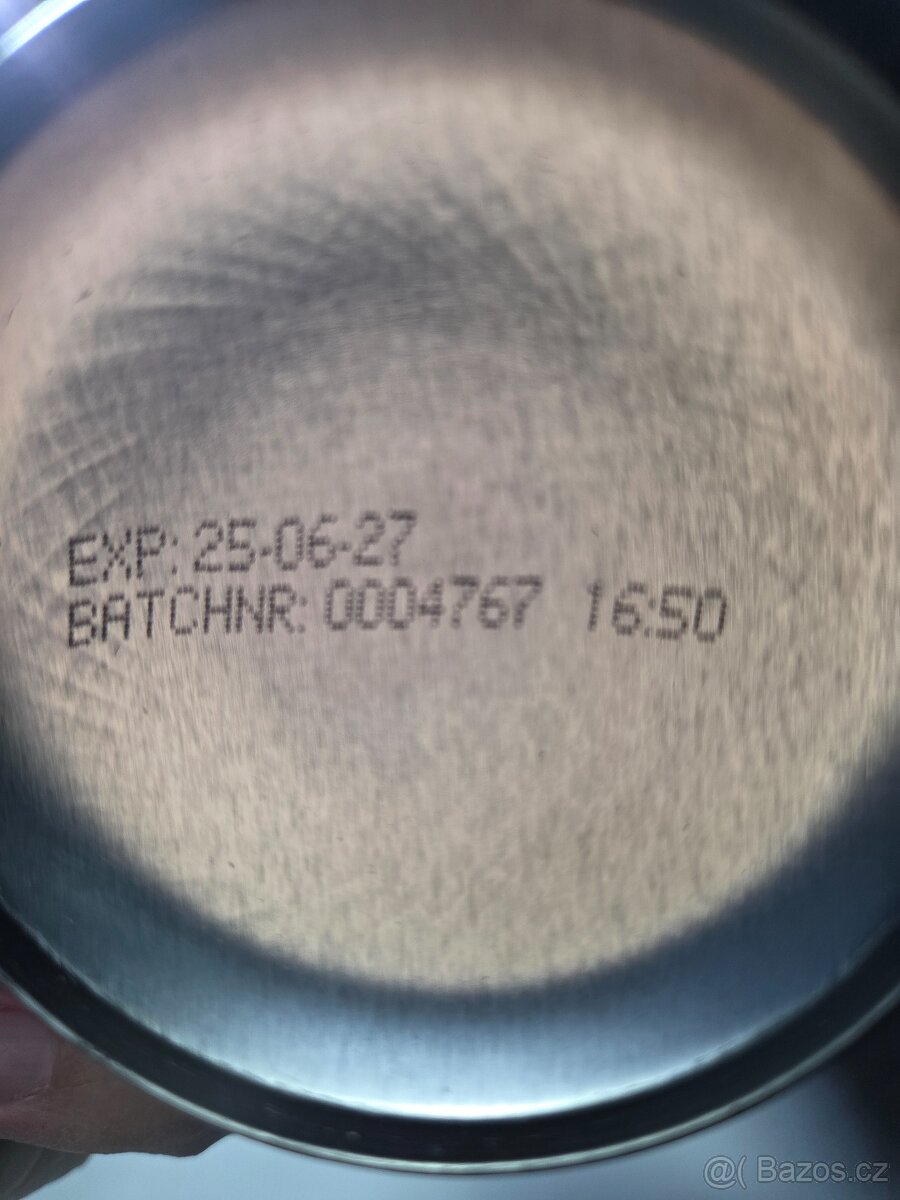 EXP: 25-06-27
BATCHNR: 0004767 16:50
@( Bazos.cz